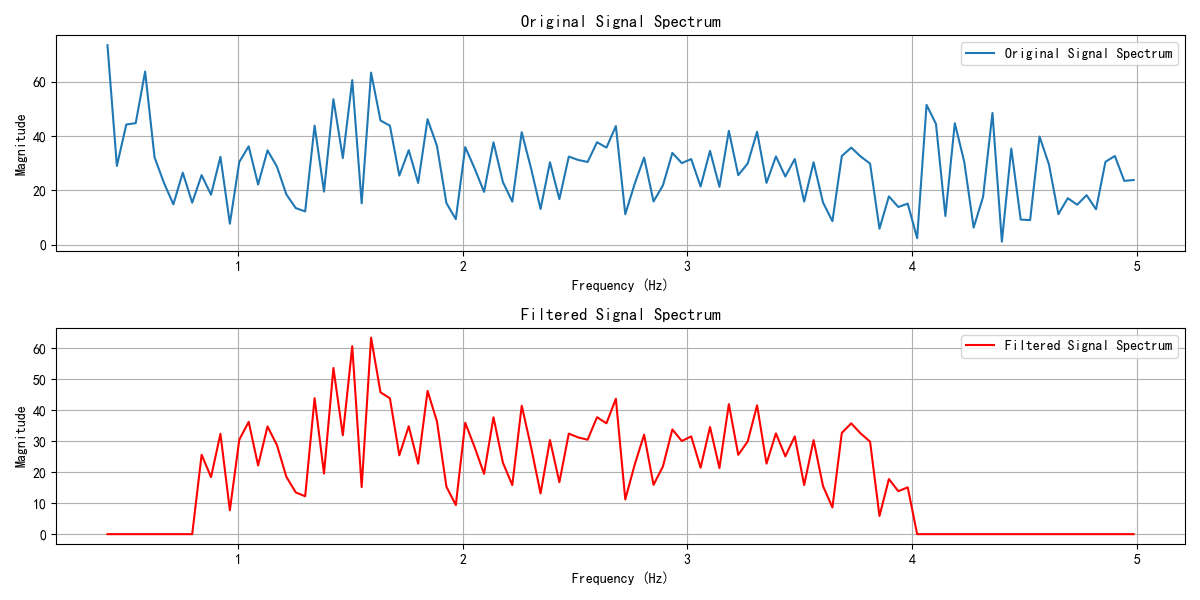 Original Signal Spectrum
Original Signal Spectrum
Magnitude
60
40
20
0
1 2 3 4 5
Frequency (Hz)
Filtered Signal Spectrum
Filtered Signal Spectrum
Magnitude
60
50
40
30
20
10
0
1 2 3 4 5
Frequency (Hz)